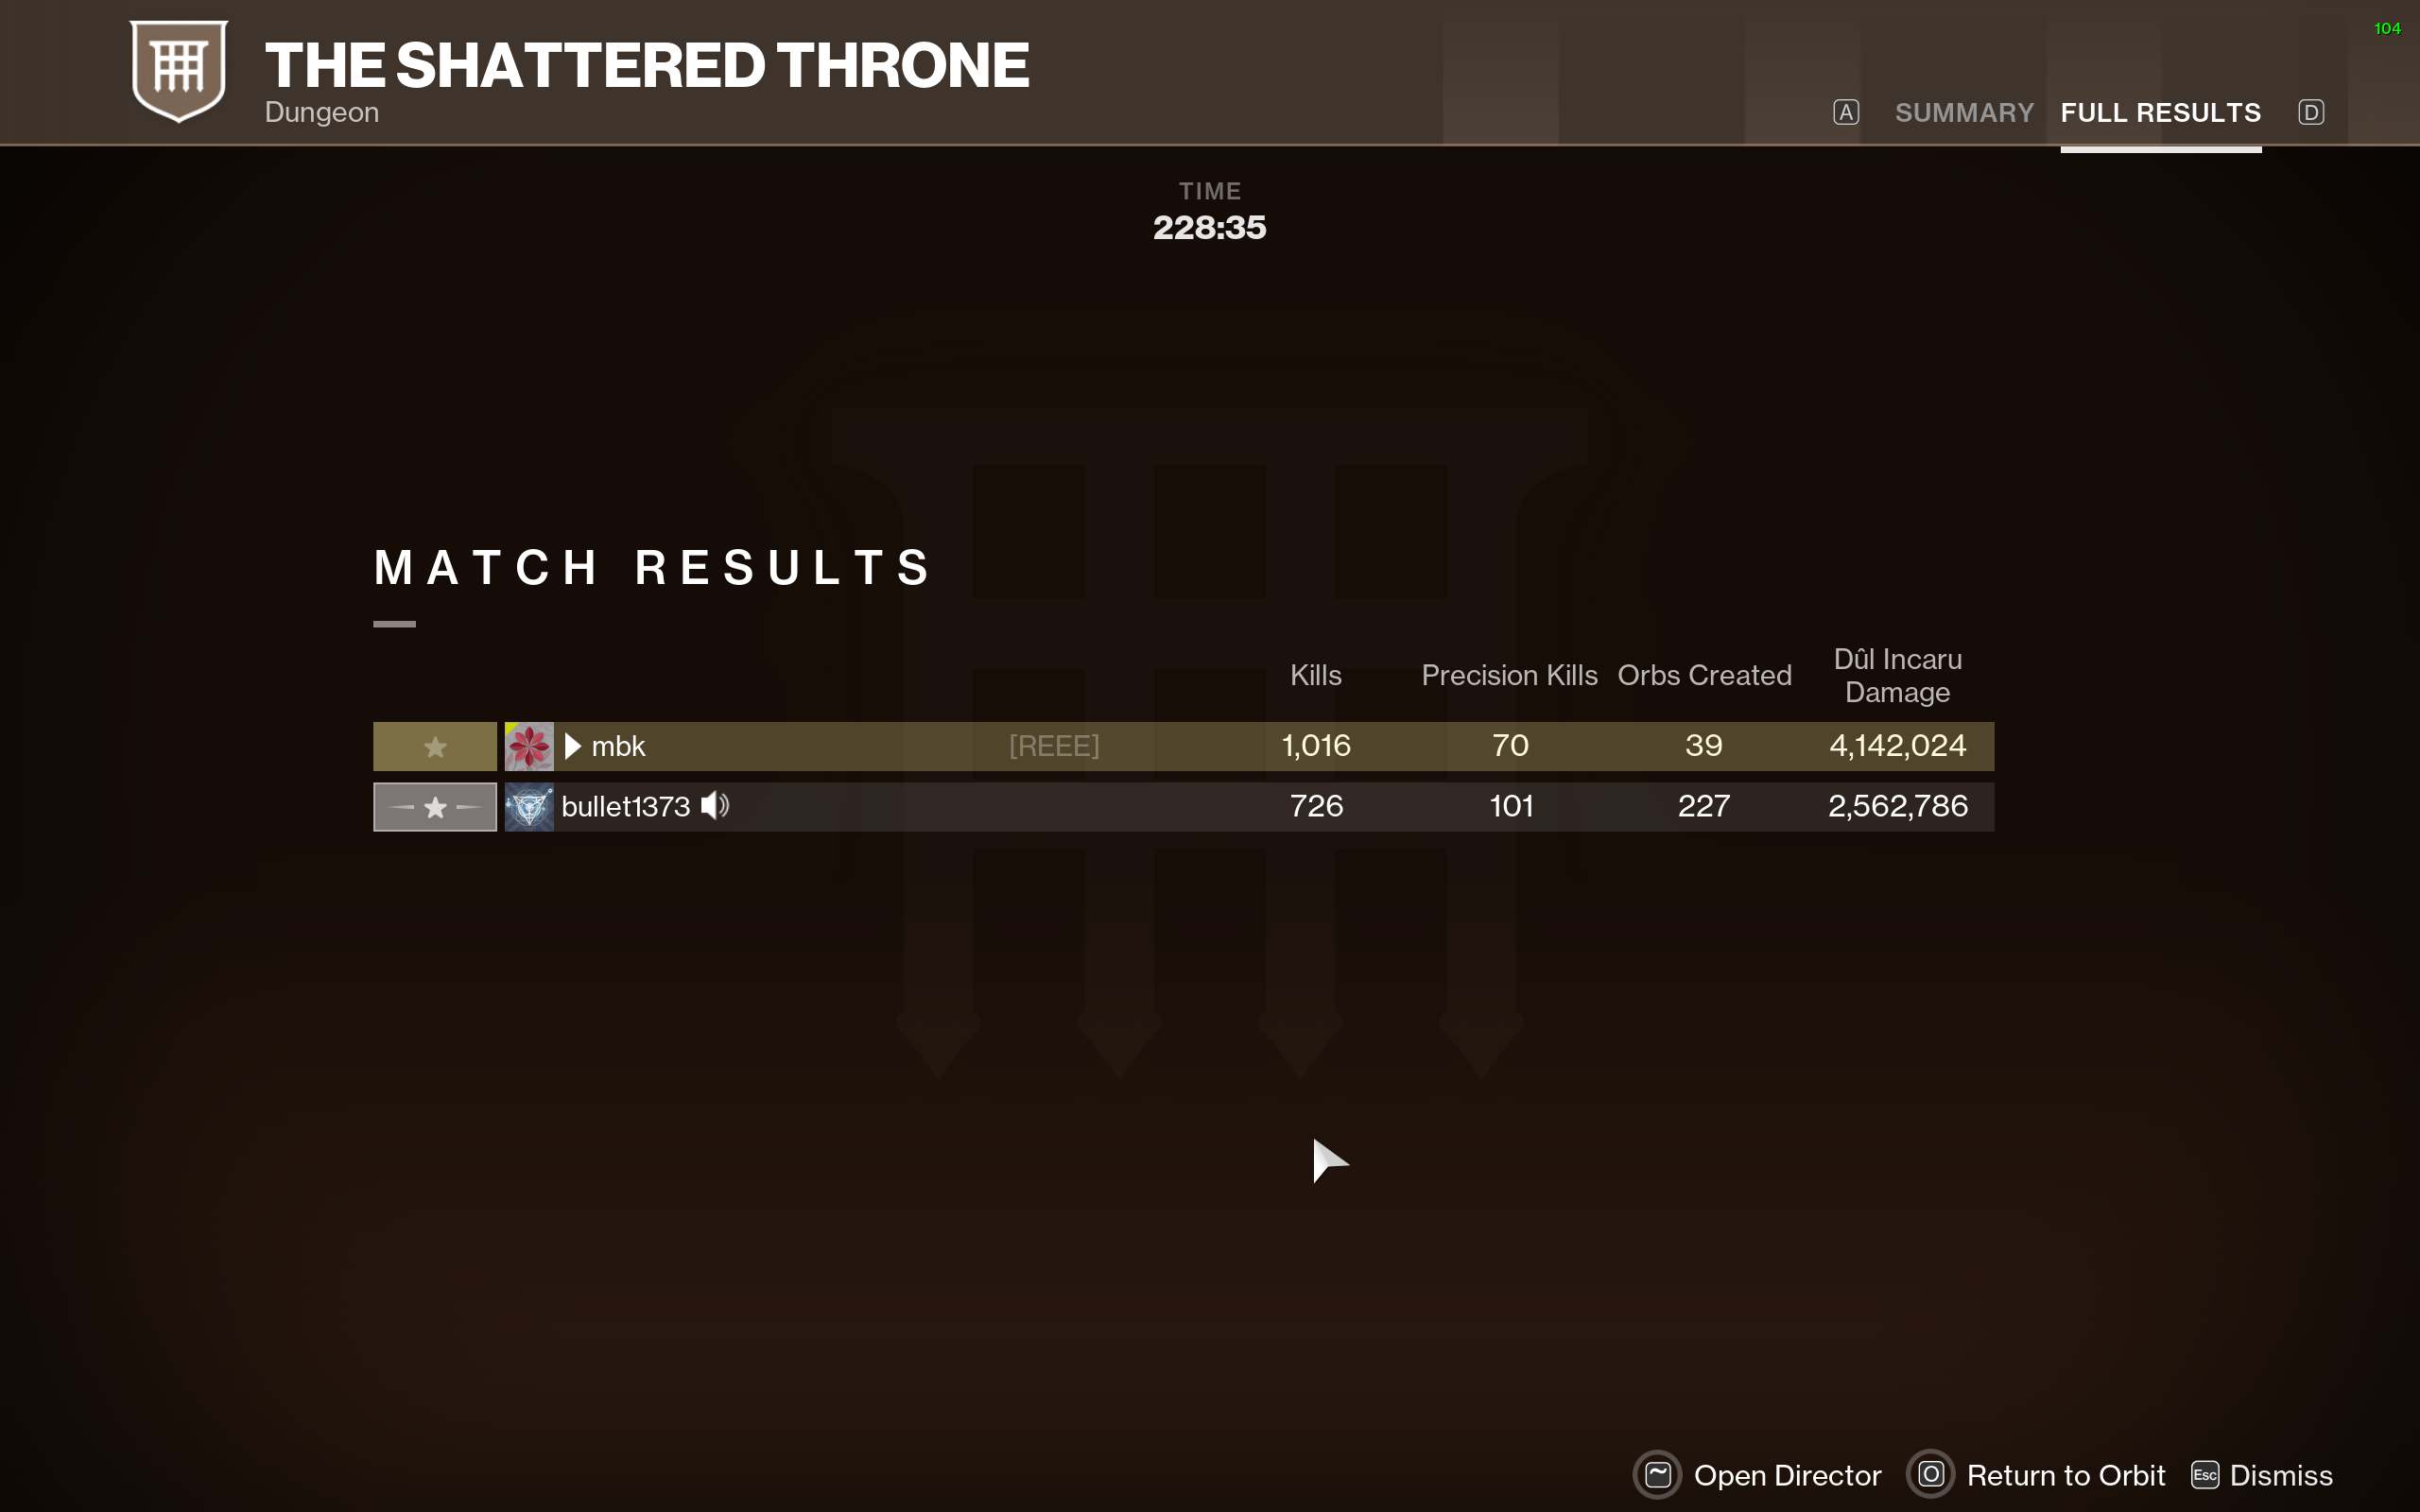 104
THE SHATTERED THRONE
Dungeon
A SUMMARY FULL RESULTS D
TIME
228:35
MATCH RESULTS
Kills Precision Kills Orbs Created Dûl Incaru Damage
mbk [REEE] 1,016 70 39 4,142,024
bullet1373 726 101 227 2,562,786
~ Open Director O Return to Orbit Esc Dismiss